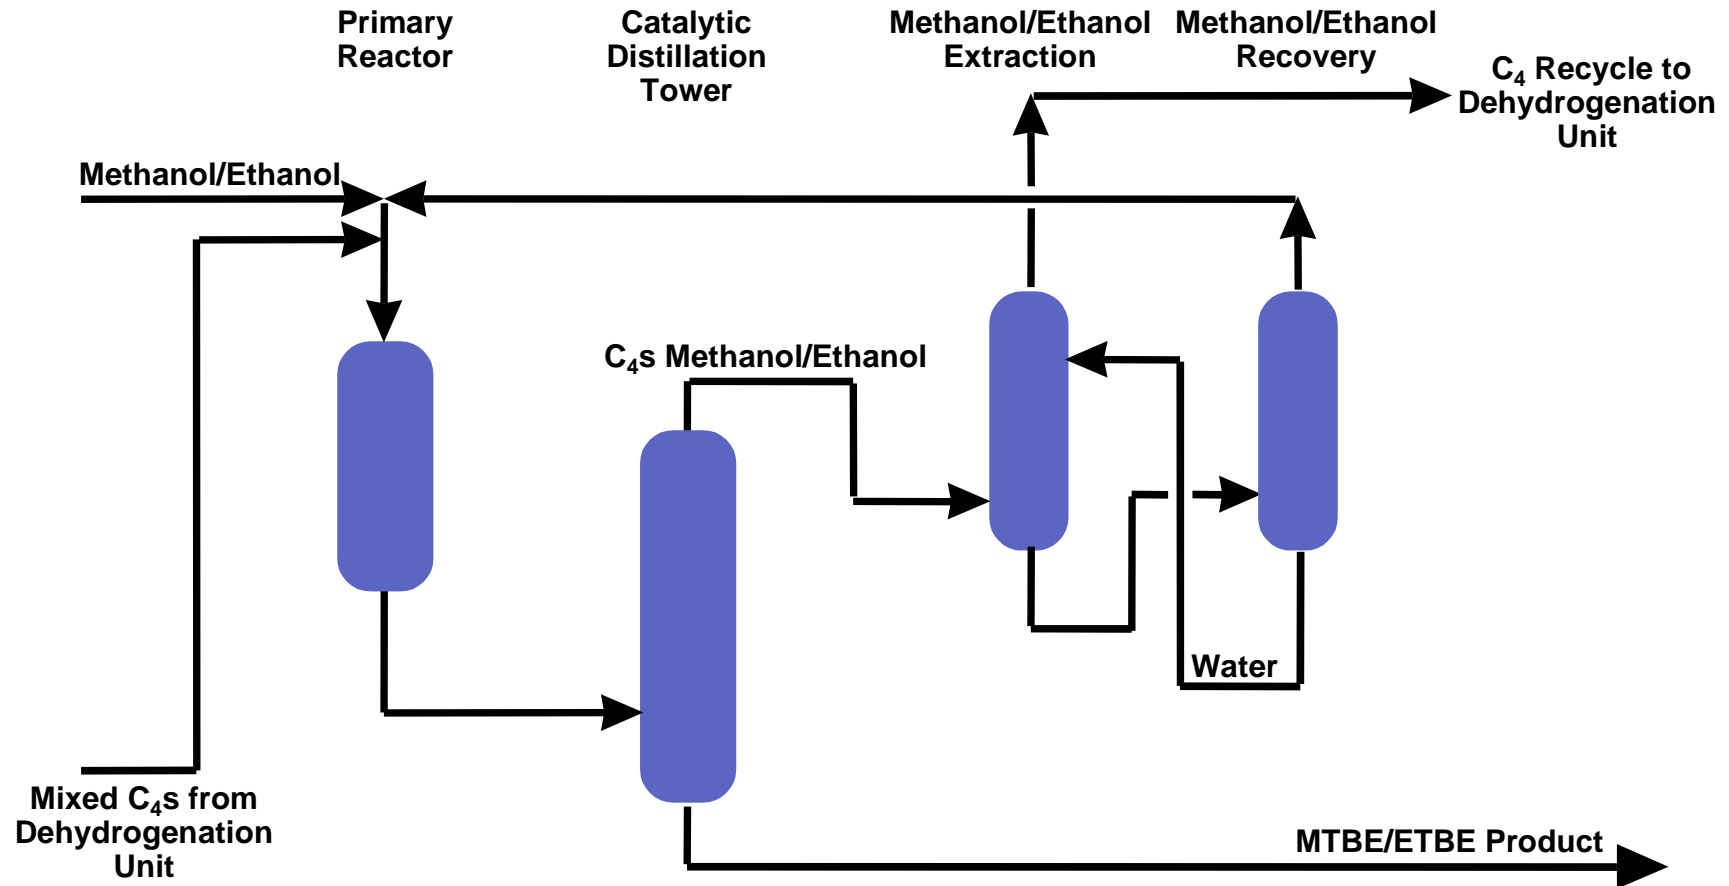 Primary
Reactor
Catalytic
Distillation
Tower
Methanol/Ethanol
Extraction
Methanol/Ethanol
Recovery
C₄ Recycle to
Dehydrogenation
Unit
Methanol/Ethanol
C₄s Methanol/Ethanol
Water
Mixed C₄s from
Dehydrogenation
Unit
MTBE/ETBE Product